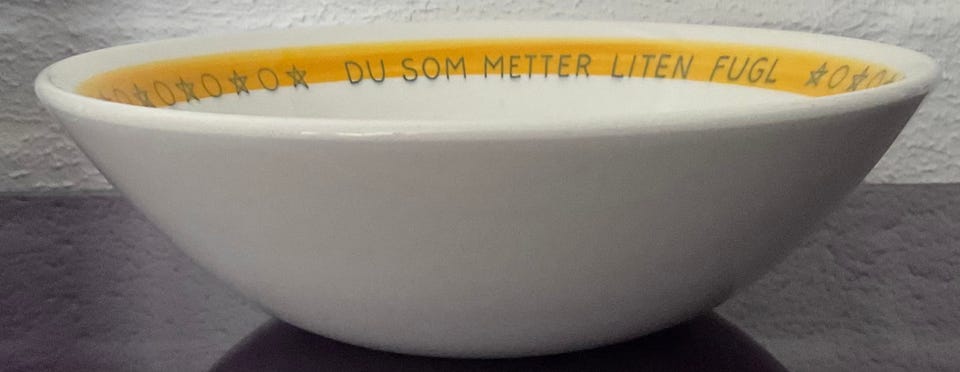 DU SOM METTER LITEN FUGL